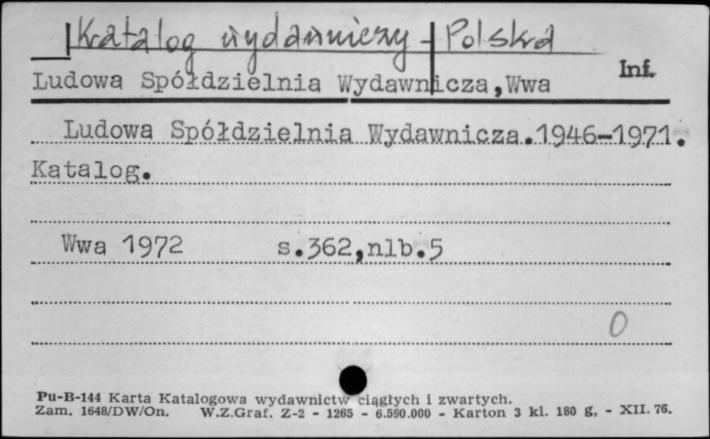 Katalog wydawniczy - Polska
Ludowa Spółdzielnia Wydawnicza,Wwa Inf.
Ludowa Spółdzielnia Wydawnicza.1946-1971.
Katalog.
Wwa 1972 s.362,nlb.5
0
Pu-B-144 Karta Katalogowa wydawnictw ciągłych i zwartych.
Zam. 1648/DW/On. W.Z.Graf. Z-2 - 1265 - 6.590.000 - Karton 3 kl. 180 g, - XII. 76.